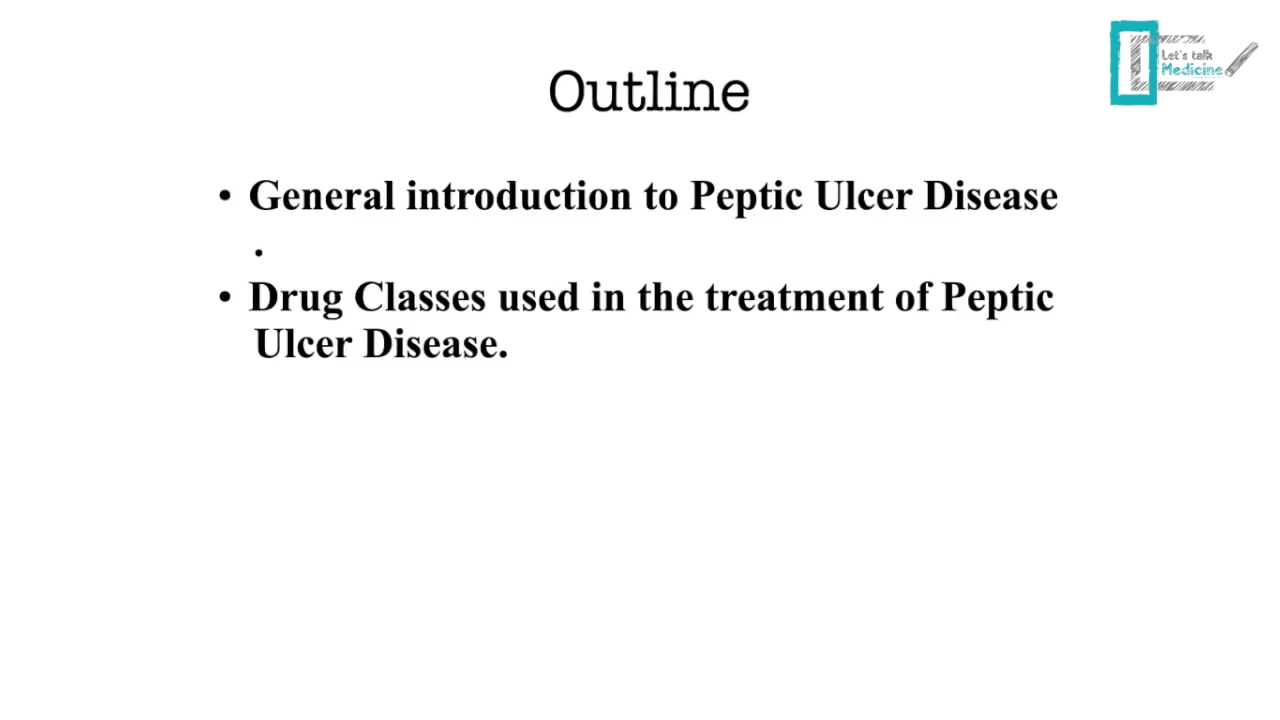 Let's talk
Medicine
Outline
• General introduction to Peptic Ulcer Disease
.
• Drug Classes used in the treatment of Peptic
Ulcer Disease.